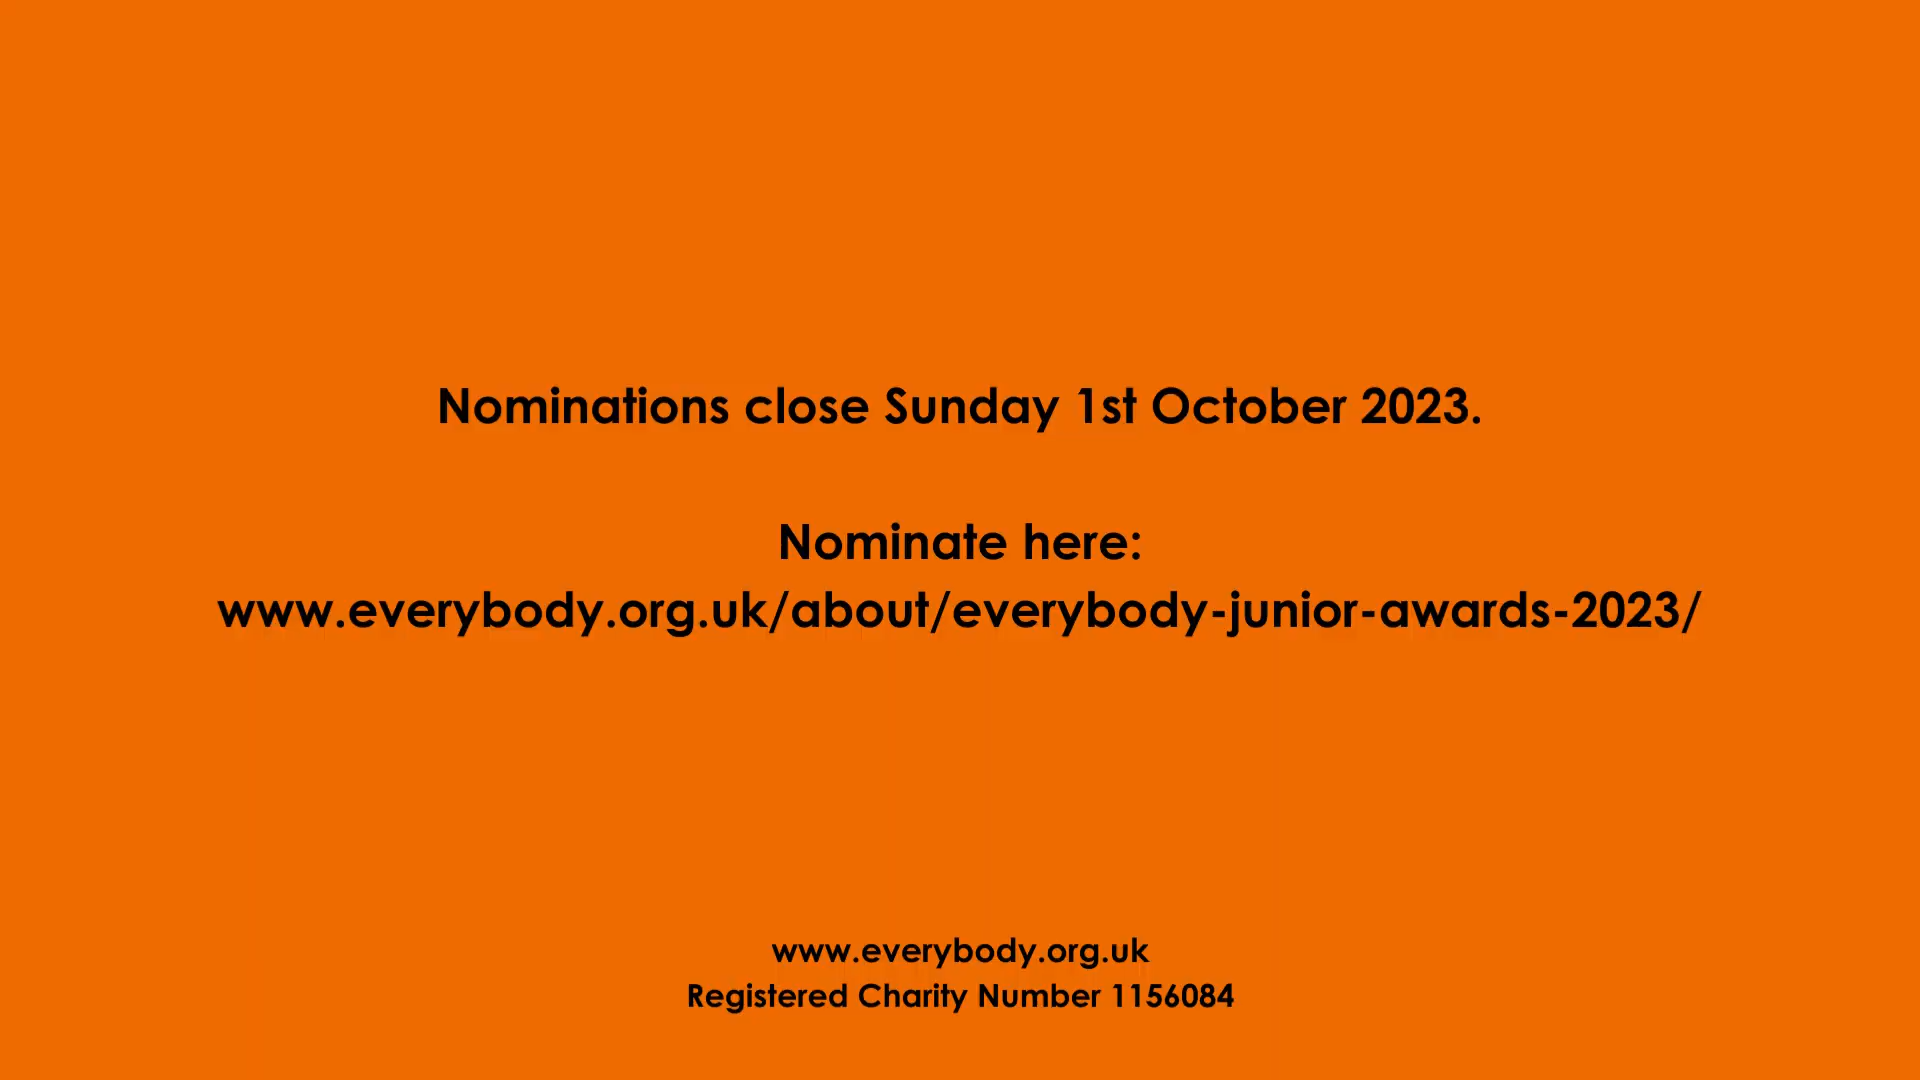 Nominations close Sunday 1st October 2023.
Nominate here:
www.everybody.org.uk/about/everybody-junior-awards-2023/
www.everybody.org.uk
Registered Charity Number 1156084